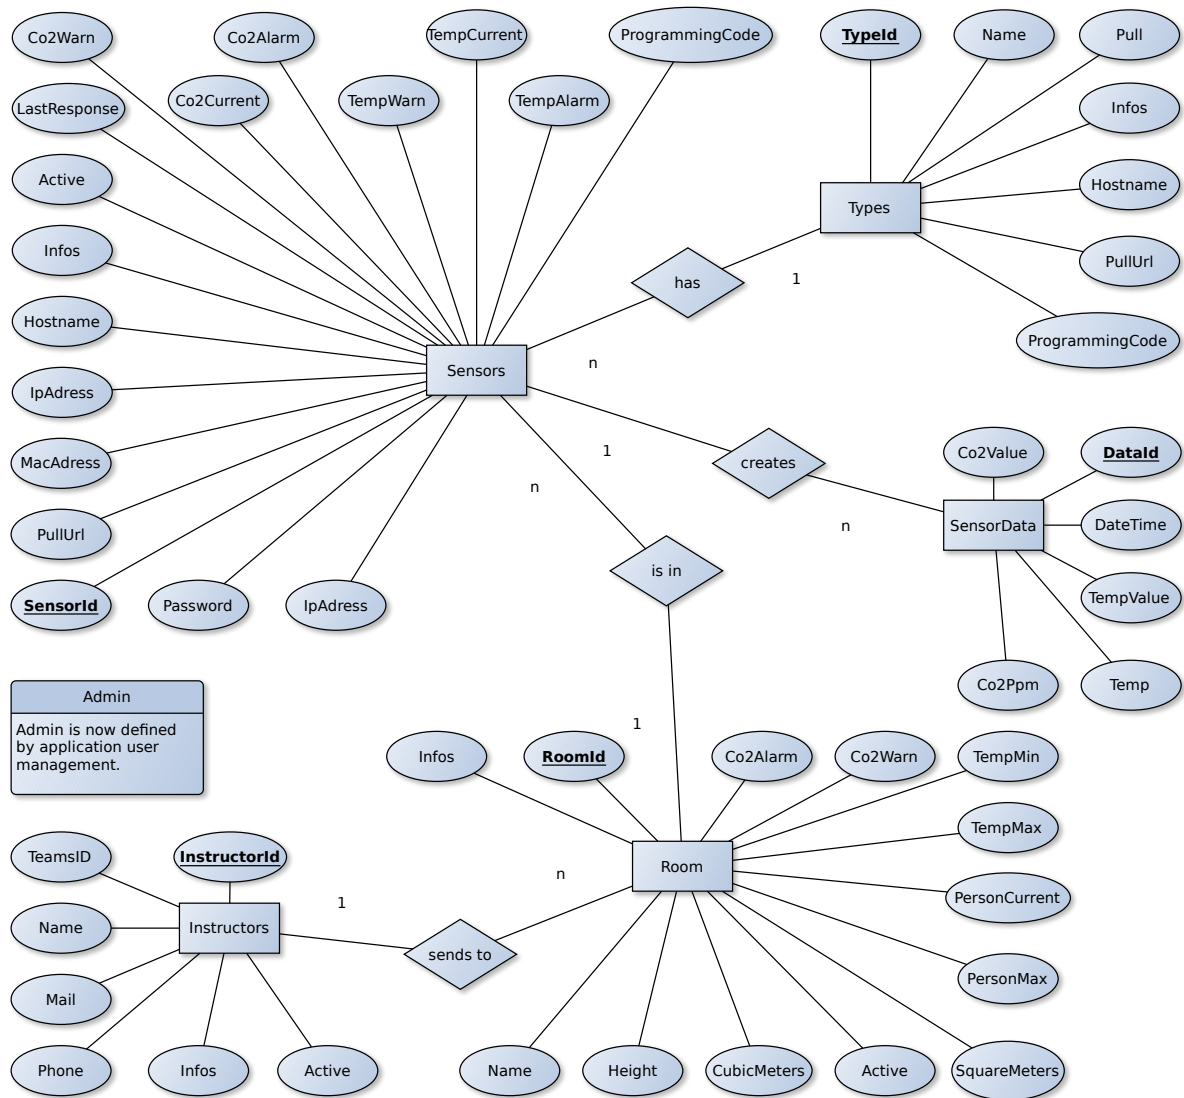 Co2Warn
Co2Alarm
TempCurrent
ProgrammingCode
TypeId
Name
Pull
LastResponse
Co2Current
TempWarn
TempAlarm
Infos
Active
Hostname
Types
Infos
PullUrl
has
1
Hostname
ProgrammingCode
Sensors
n
IpAdress
1
Co2Value
DataId
MacAdress
creates
n
PullUrl
n
SensorData
DateTime
is in
SensorId
Password
IpAdress
TempValue
Co2Ppm
Temp
Admin
Admin is now defined
by application user
management.
1
Infos
RoomId
Co2Alarm
Co2Warn
TempMin
TempMax
TeamsID
InstructorId
Room
n
1
PersonCurrent
Name
Instructors
sends to
PersonMax
Mail
Phone
Infos
Active
Name
Height
CubicMeters
Active
SquareMeters